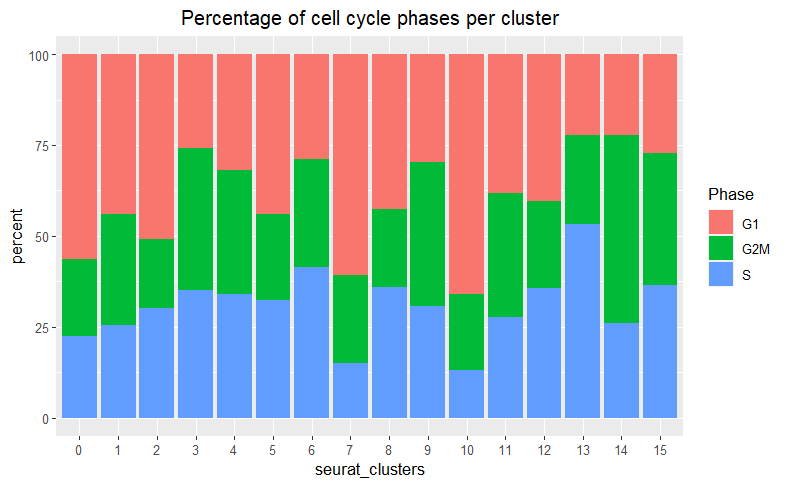 Percentage of cell cycle phases per cluster
percent
100
75
50
25
0
0 1 2 3 4 5 6 7 8 9 10 11 12 13 14 15
seurat_clusters
Phase
G1
G2M
S